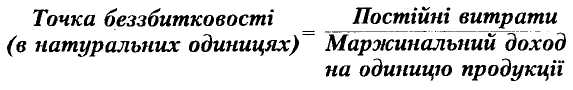 Точка беззбитковості
(в натуральних одиницях)
=
Постійні витрати
Маржинальний доход
на одиницю продукції